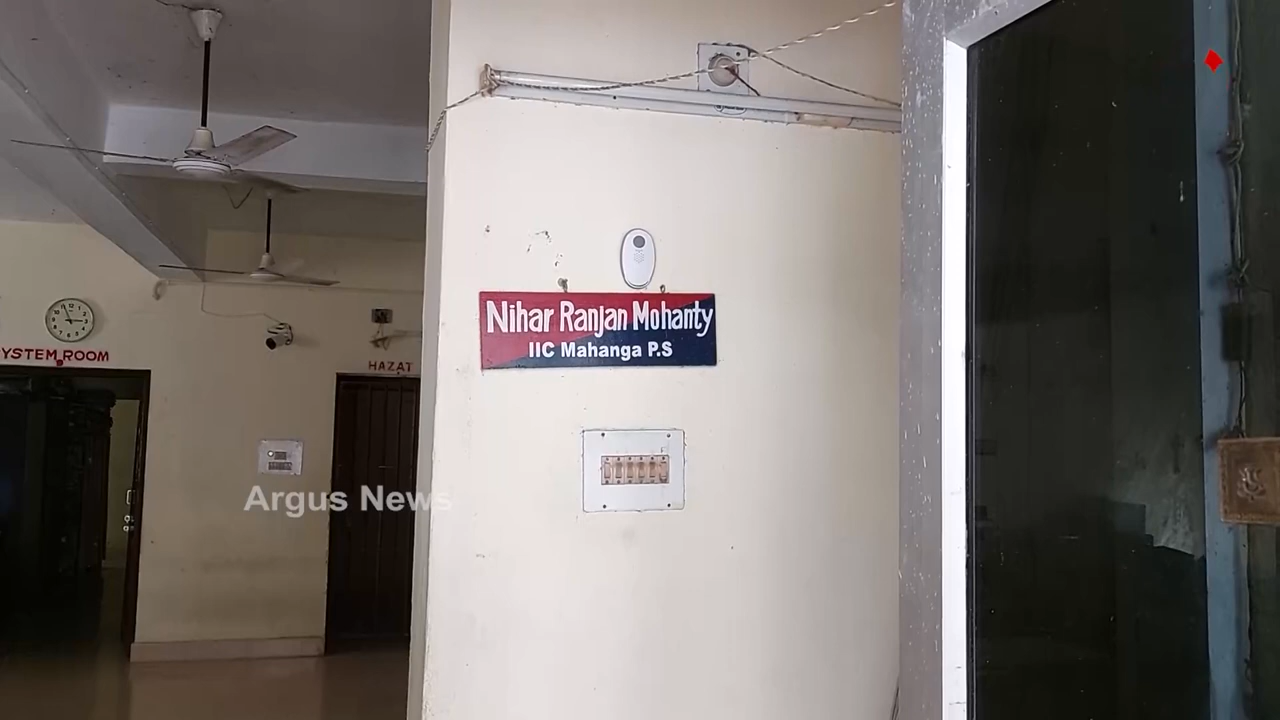 YSTEM ROOM
HAZAT
Nihar Ranjan Mohanty
IIC Mahanga P.S
Argus News